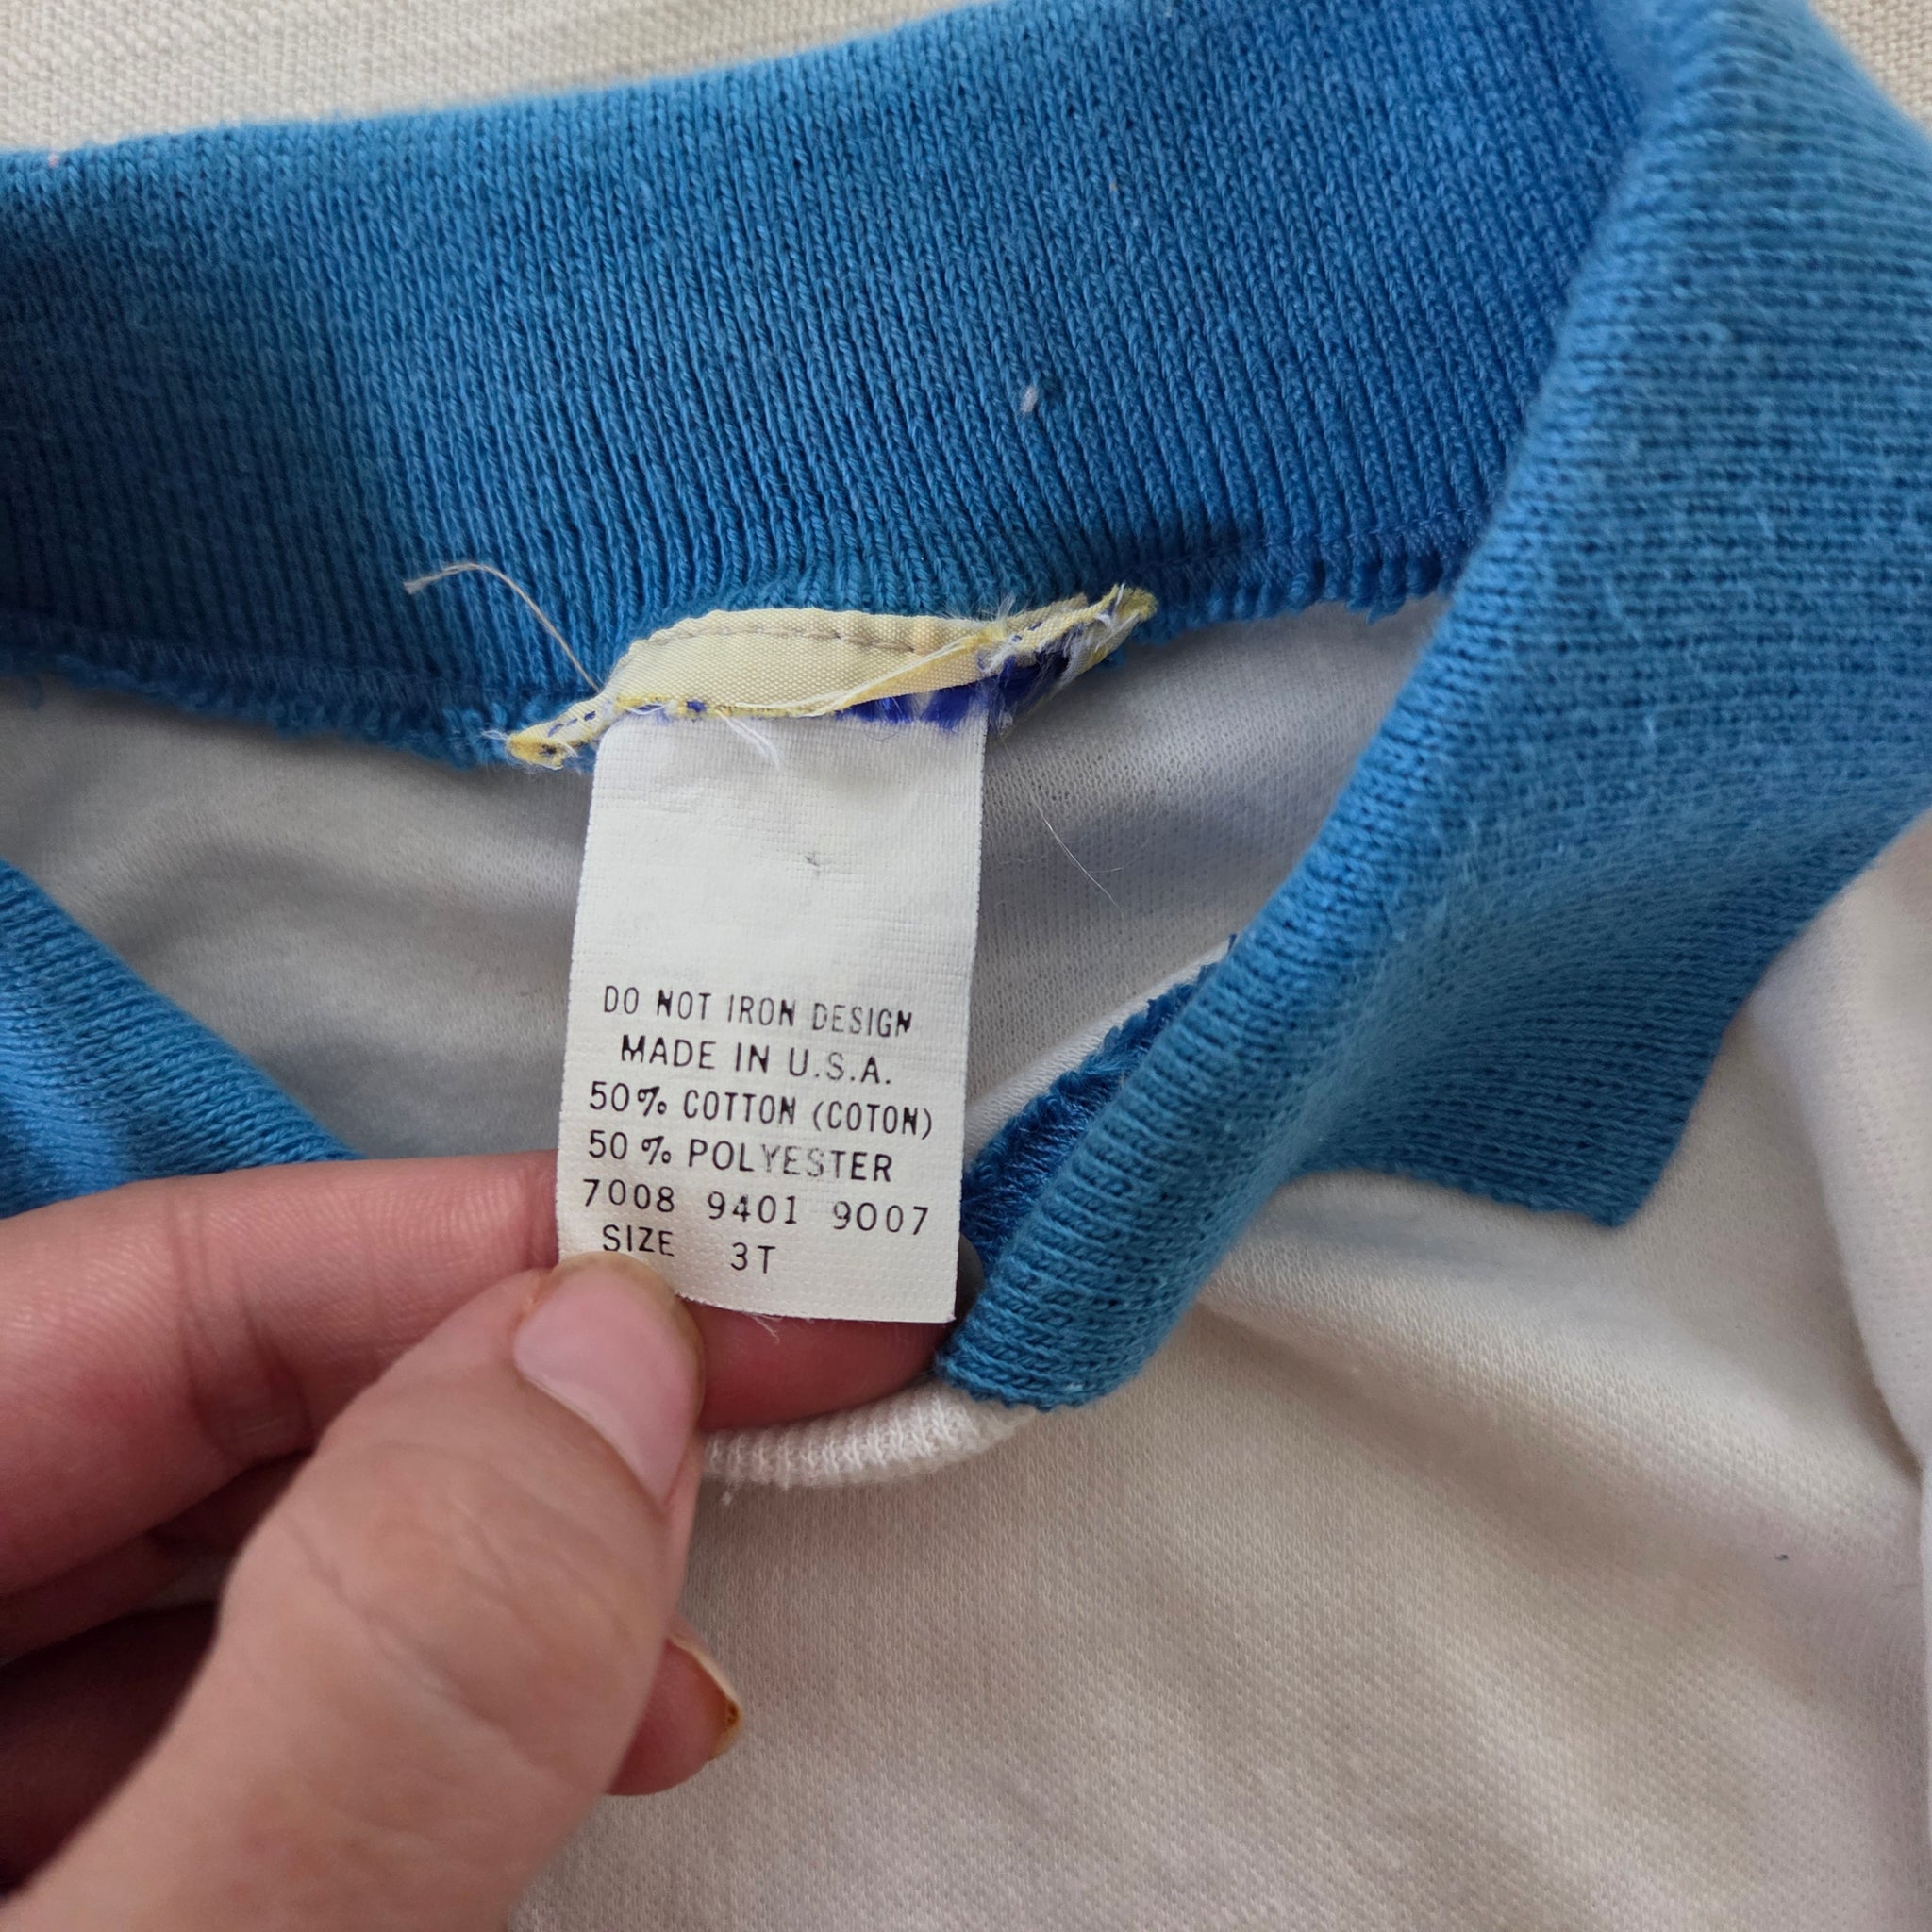 DO NOT IRON DESIGN
MADE IN U.S.A.
50% COTTON (COTON)
50% POLYESTER
7008 9401 9007
SIZE 3T